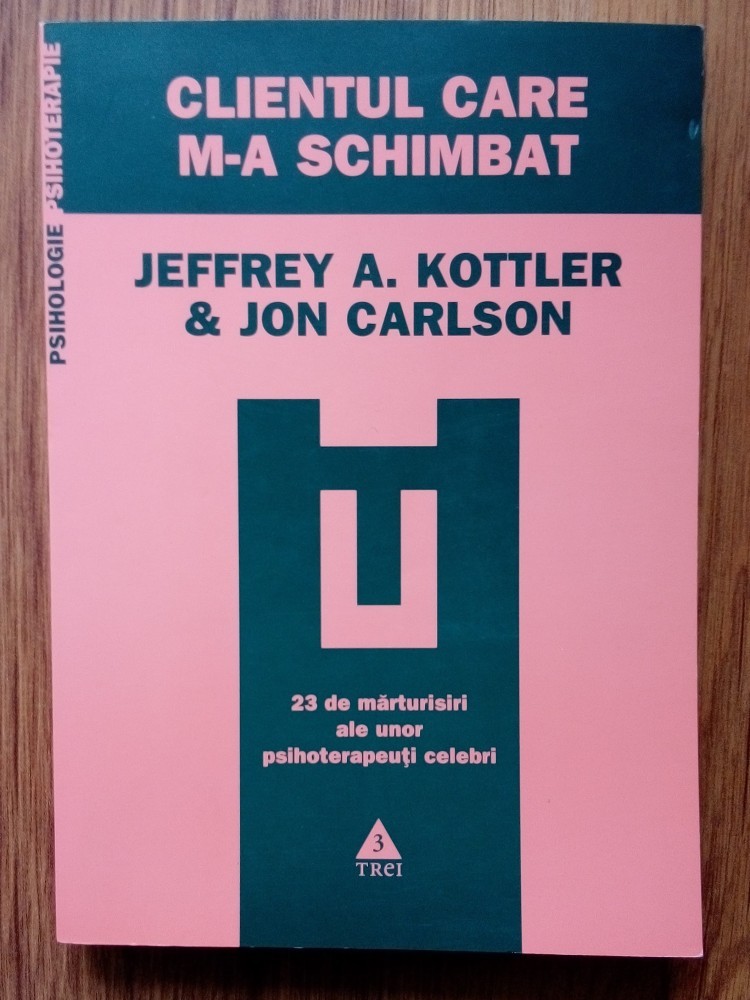 PSIHOLOGIE PSIHOTERAPIE
CLIENTUL CARE
M-A SCHIMBAT
JEFFREY A. KOTTLER
& JON CARLSON
23 de mărturisiri
ale unor
psihoterapeuţi celebri
3
TREI